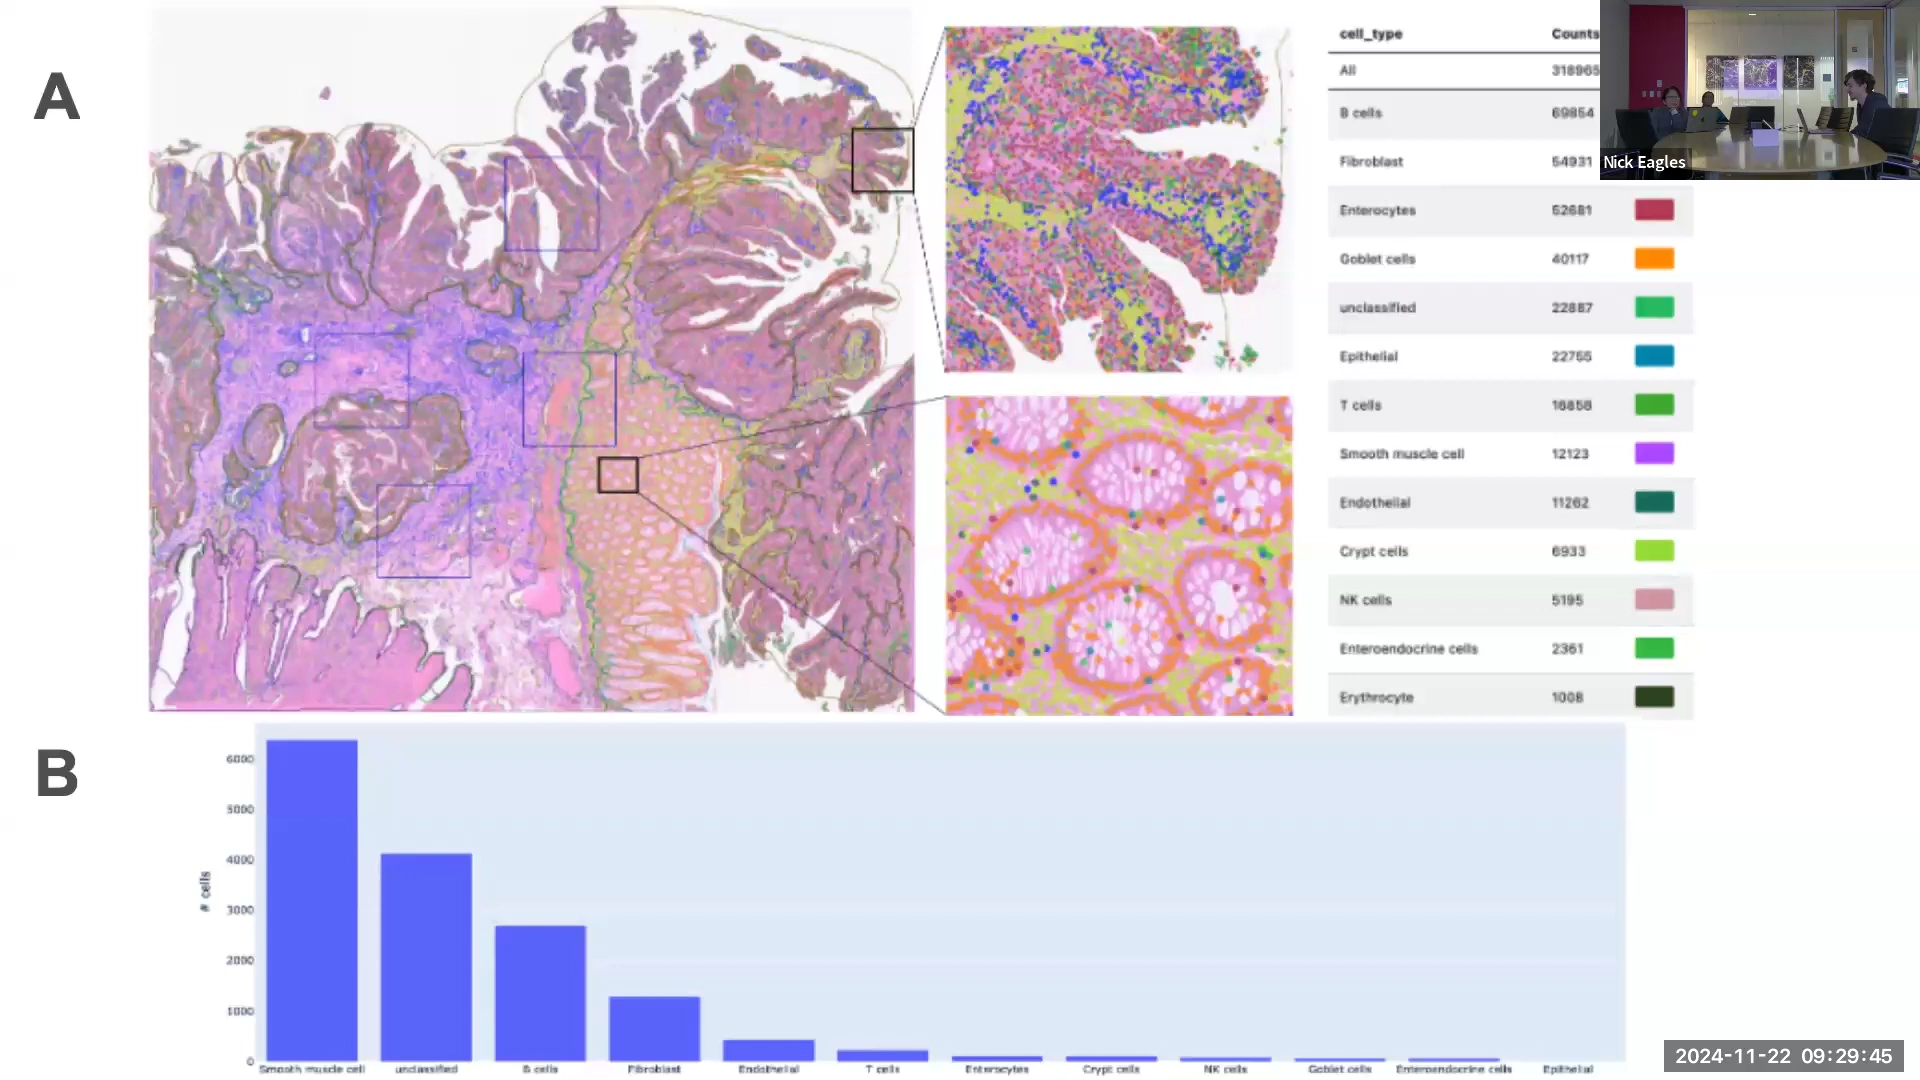 A
cell_type Counts
All 318965
B cells 69854
Fibroblast 54931
Enterocytes 52681
Goblet cells 40117
unclassified 22887
Epithelial 22755
T cells 16858
Smooth muscle cell 12123
Endothelial 11262
Crypt cells 6933
NK cells 5195
Enteroendocrine cells 2361
Erythrocyte 1008
Nick Eagles
B
# cells
6000
5000
4000
3000
2000
1000
0
Smooth muscle cell unclassified B cells Fibroblast Endothelial T cells Enterocytes Crypt cells NK cells Goblet cells Enteroendocrine cells Epithelial
2024-11-22 09:29:45